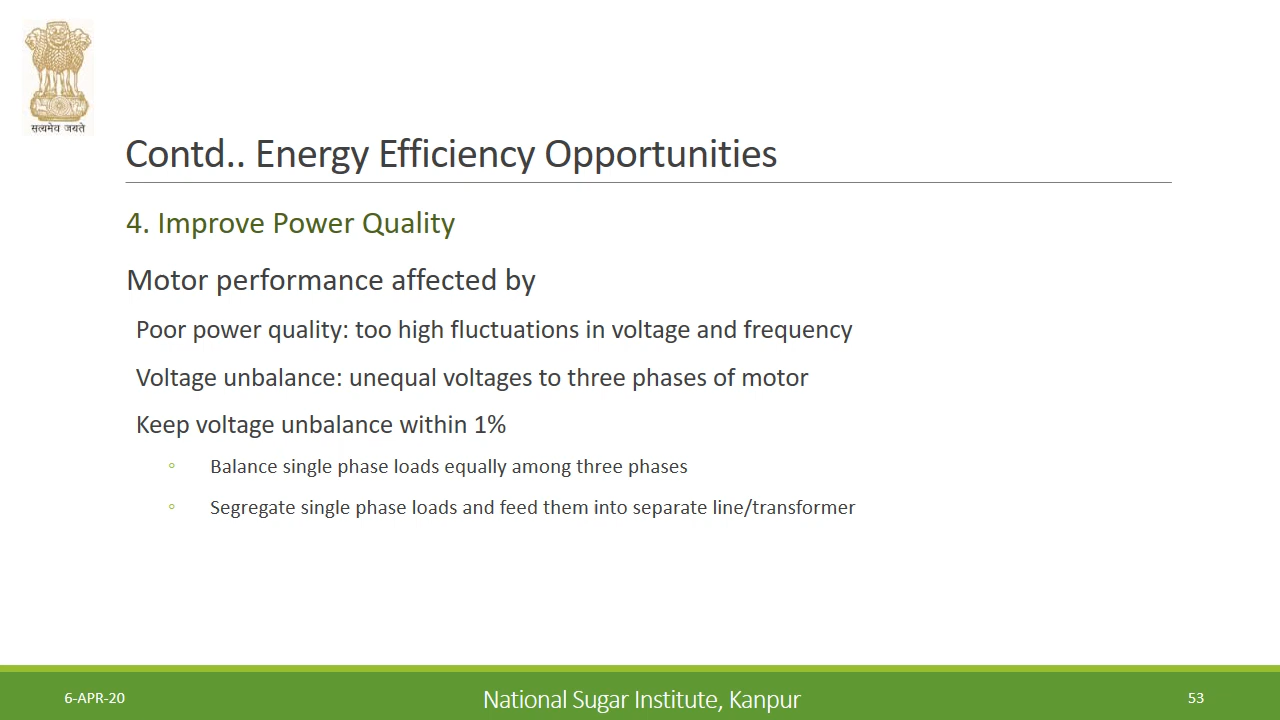 सत्यमेव जयते
Contd.. Energy Efficiency Opportunities
4. Improve Power Quality
Motor performance affected by
Poor power quality: too high fluctuations in voltage and frequency
Voltage unbalance: unequal voltages to three phases of motor
Keep voltage unbalance within 1%
◦ Balance single phase loads equally among three phases
◦ Segregate single phase loads and feed them into separate line/transformer
6-APR-20
National Sugar Institute, Kanpur
53